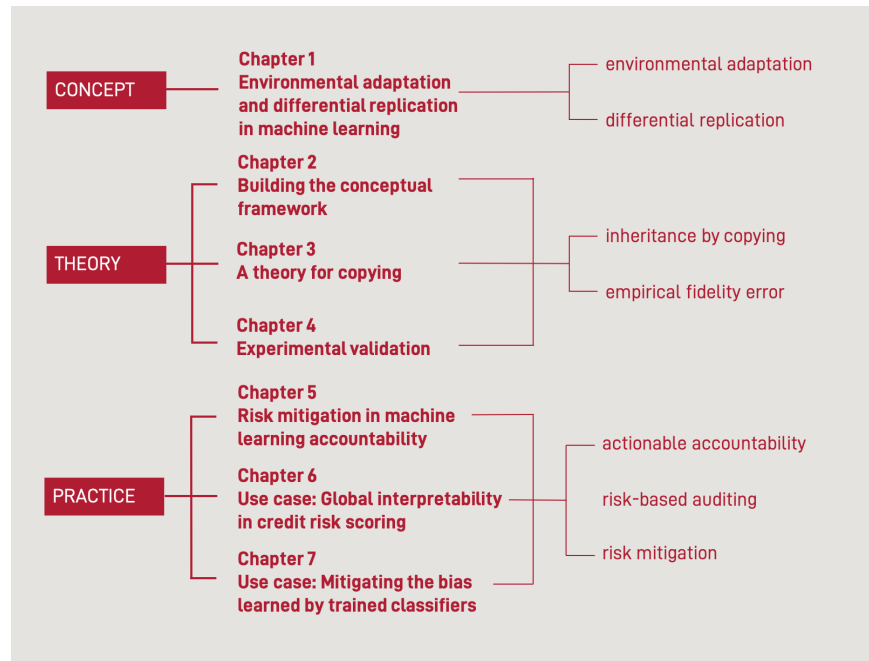 CONCEPT
Chapter 1
Environmental adaptation
and differential replication
in machine learning
environmental adaptation
differential replication
THEORY
Chapter 2
Building the conceptual
framework
Chapter 3
A theory for copying
Chapter 4
Experimental validation
inheritance by copying
empirical fidelity error
PRACTICE
Chapter 5
Risk mitigation in machine
learning accountability
Chapter 6
Use case: Global interpretability
in credit risk scoring
Chapter 7
Use case: Mitigating the bias
learned by trained classifiers
actionable accountability
risk-based auditing
risk mitigation